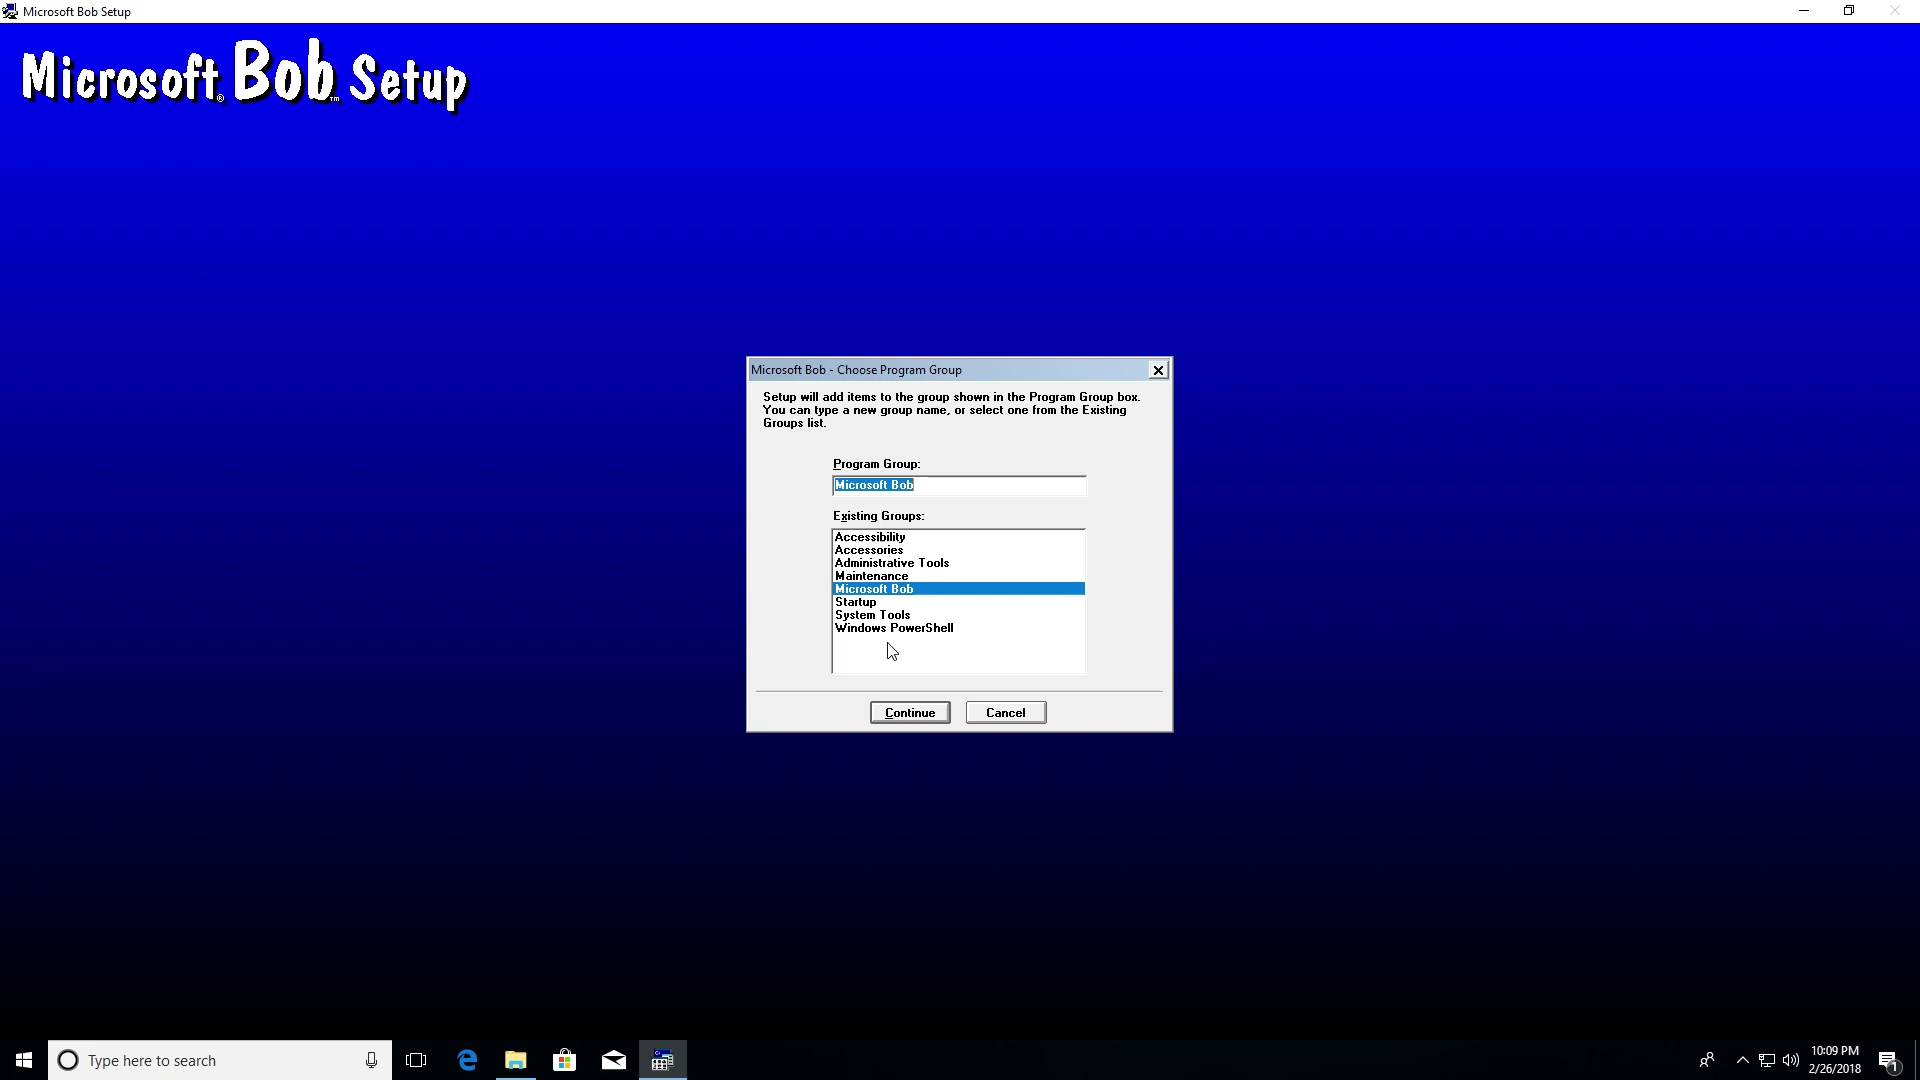 Microsoft Bob Setup
Microsoft® Bob™ Setup
Microsoft Bob - Choose Program Group
Setup will add items to the group shown in the Program Group box.
You can type a new group name, or select one from the Existing
Groups list.
Program Group:
Microsoft Bob
Existing Groups:
Accessibility
Accessories
Administrative Tools
Maintenance
Microsoft Bob
Startup
System Tools
Windows PowerShell
Continue
Cancel
Type here to search
10:09 PM
2/26/2018
1